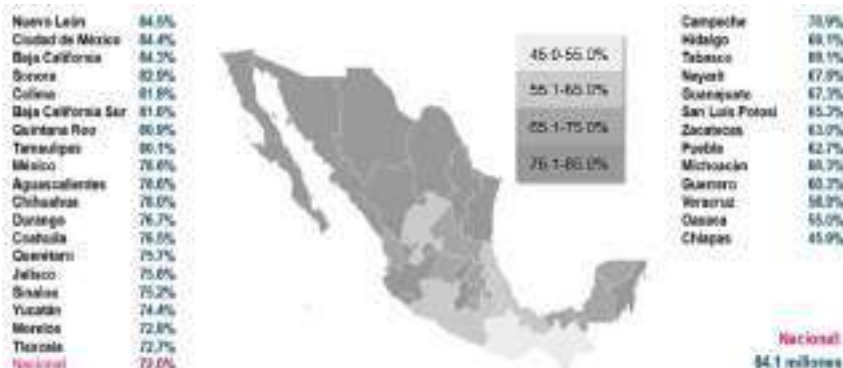 Nuevo León 84.5%
Ciudad de México 84.4%
Baja California 84.3%
Sonora 82.9%
Colima 81.8%
Baja California Sur 81.0%
Quintana Roo 80.9%
Tamaulipas 80.1%
México 78.6%
Aguascalientes 78.6%
Chihuahua 78.0%
Durango 76.7%
Coahuila 76.5%
Querétaro 75.7%
Jalisco 75.6%
Sinaloa 75.2%
Yucatán 74.4%
Morelos 72.8%
Tlaxcala 72.7%
Nacional 72.0%
45.0-55.0%
55.1-65.0%
65.1-75.0%
75.1-85.0%
Campeche 70.9%
Hidalgo 69.1%
Tabasco 69.1%
Nayarit 67.8%
Guanajuato 67.3%
San Luis Potosí 65.3%
Zacatecas 63.0%
Puebla 62.7%
Michoacán
Guerrero 60.3%
Veracruz
Oaxaca 55.0%
Chiapas 45.9%
Nacional:
84.1 millones